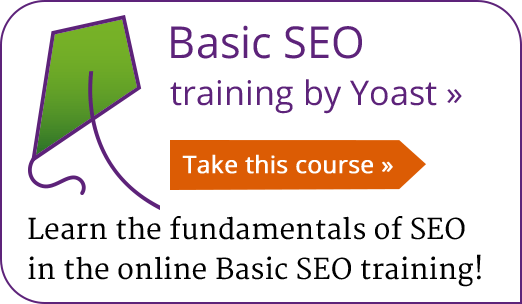 Basic SEO
training by Yoast »
Take this course »
Learn the fundamentals of SEO
in the online Basic SEO training!